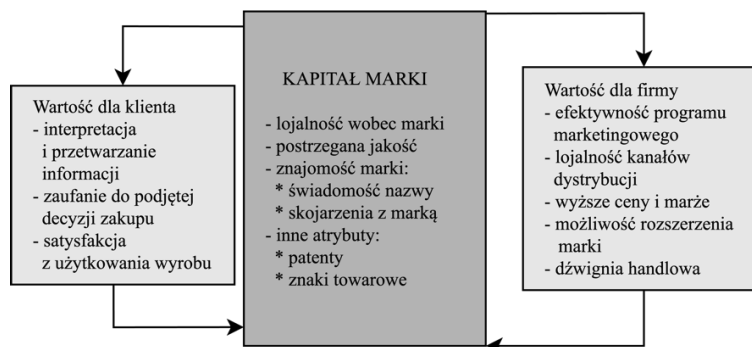 Wartość dla klienta
- interpretacja
i przetwarzanie
informacji
- zaufanie do podjętej
decyzji zakupu
- satysfakcja
z użytkowania wyrobu
KAPITAŁ MARKI
- lojalność wobec marki
- postrzegana jakość
- znajomość marki:
* świadomość nazwy
* skojarzenia z marką
- inne atrybuty:
* patenty
* znaki towarowe
Wartość dla firmy
- efektywność programu
marketingowego
- lojalność kanałów
dystrybucji
- wyższe ceny i marże
- możliwość rozszerzenia
marki
- dźwignia handlowa